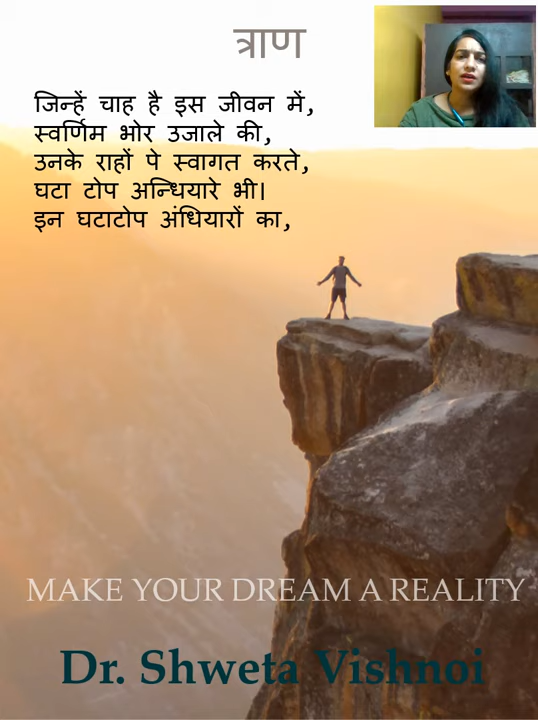 त्राण
जिन्हें चाह है इस जीवन में,
स्वर्णिम भोर उजाले की,
उनके राहों पे स्वागत करते,
घटा टोप अन्धियारे भी।
इन घटाटोप अंधियारों का,
MAKE YOUR DREAM A REALITY
Dr. Shweta Vishnoi